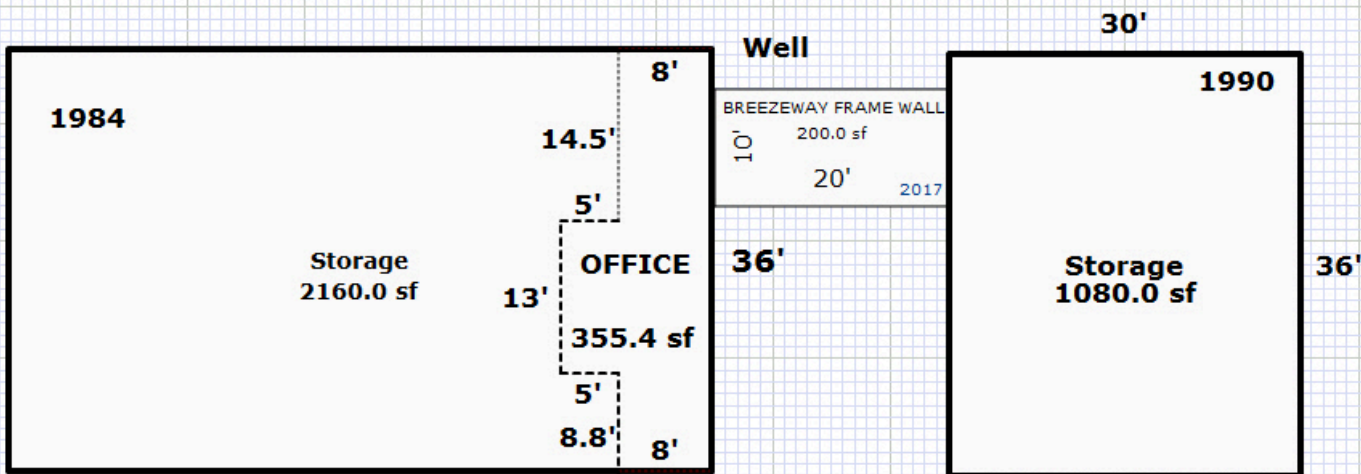 30'
Well
8'
1990
1984
BREEZEWAY FRAME WALL
14.5'
10'
200.0 sf
20'
2017
5'
Storage
2160.0 sf
OFFICE
36'
Storage
1080.0 sf
36'
13'
355.4 sf
5'
8.8'
8'